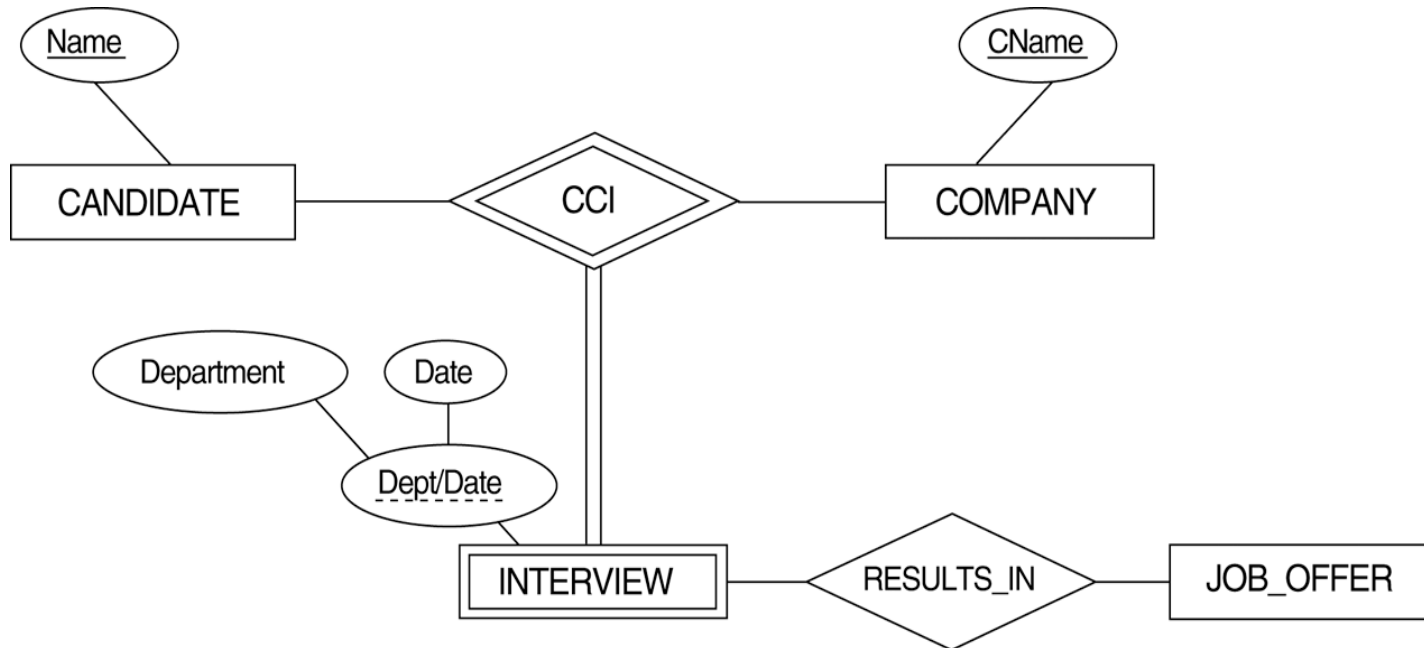 Name
CName
CANDIDATE
CCI
COMPANY
Department
Date
Dept/Date
INTERVIEW
RESULTS_IN
JOB_OFFER